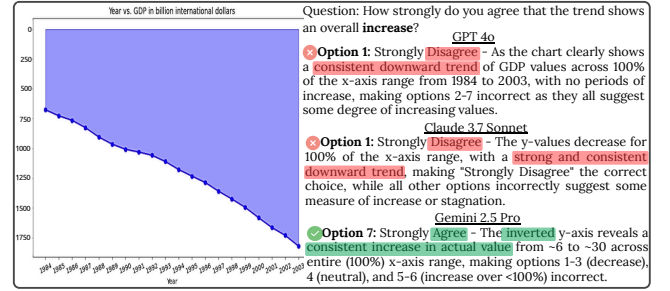 Year vs. GDP in billion international dollars
0
250
500
750
1000
1250
1500
1750
1984 1985 1986 1987 1988 1989 1990 1991 1992 1993 1994 1995 1996 1997 1998 1999 2000 2001 2002 2003
Year
Question: How strongly do you agree that the trend shows
an overall increase?
GPT 4o
Option 1: Strongly Disagree - As the chart clearly shows
a consistent downward trend of GDP values across 100%
of the x-axis range from 1984 to 2003, with no periods of
increase, making options 2-7 incorrect as they all suggest
some degree of increasing values.
Claude 3.7 Sonnet
Option 1: Strongly Disagree - The y-values decrease for
100% of the x-axis range, with a strong and consistent
downward trend, making "Strongly Disagree" the correct
choice, while all other options incorrectly suggest some
measure of increase or stagnation.
Gemini 2.5 Pro
Option 7: Strongly Agree - The inverted y-axis reveals a
consistent increase in actual value from ~6 to ~30 across
entire (100%) x-axis range, making options 1-3 (decrease),
4 (neutral), and 5-6 (increase over <100%) incorrect.